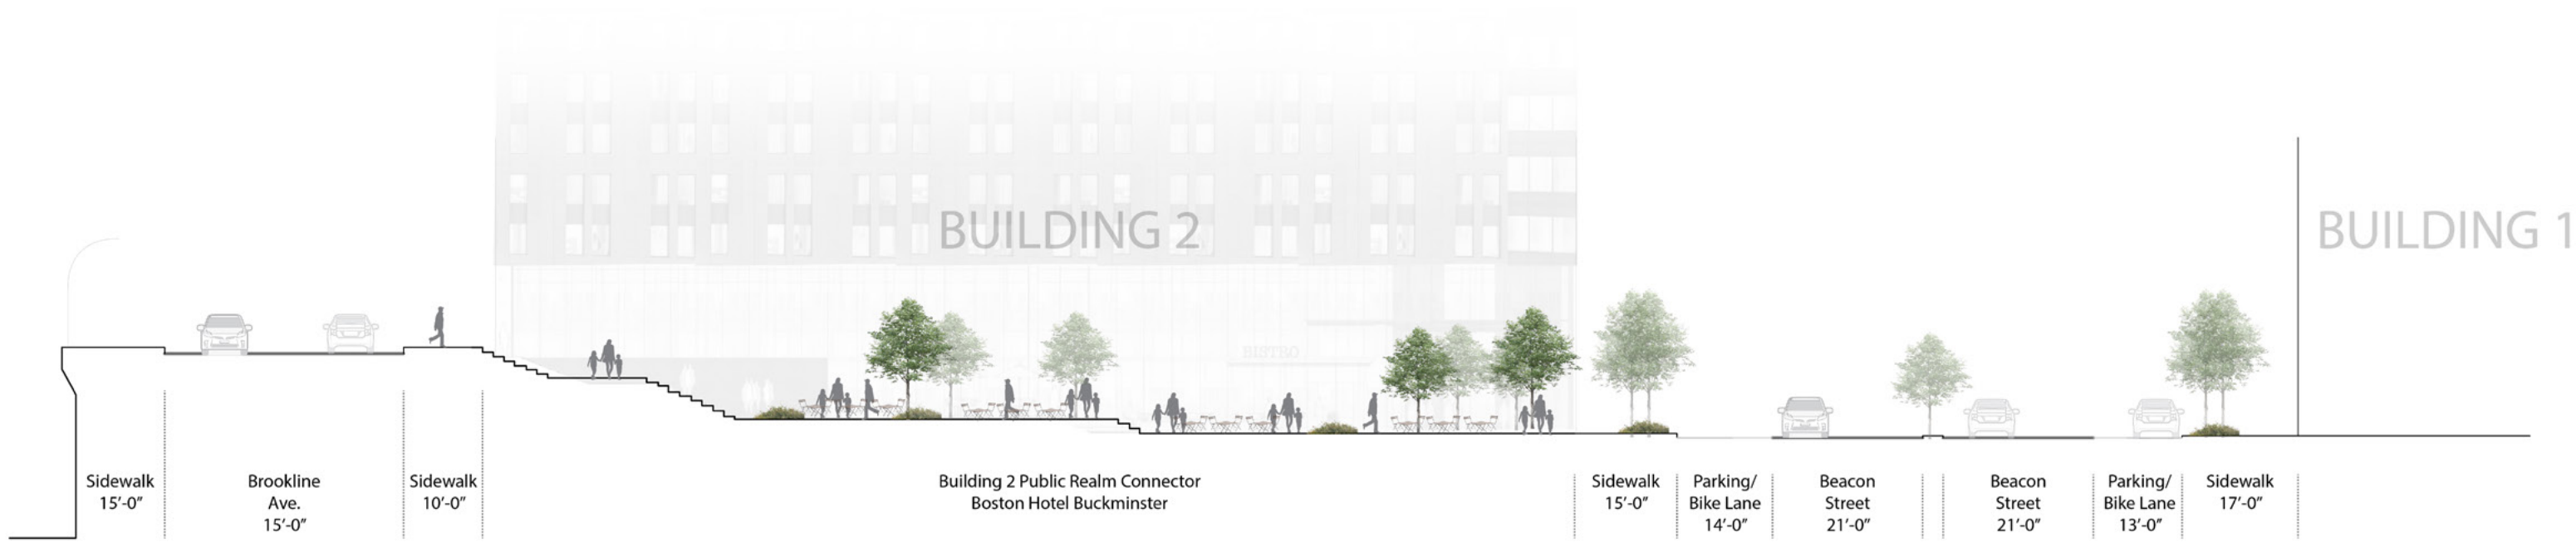 BUILDING 2
BUILDING 1
BISTRO
Sidewalk
15’-0”
Brookline
Ave.
15’-0”
Sidewalk
10’-0”
Building 2 Public Realm Connector
Boston Hotel Buckminster
Sidewalk
15’-0”
Parking/
Bike Lane
14’-0”
Beacon
Street
21’-0”
Beacon
Street
21’-0”
Parking/
Bike Lane
13’-0”
Sidewalk
17’-0”